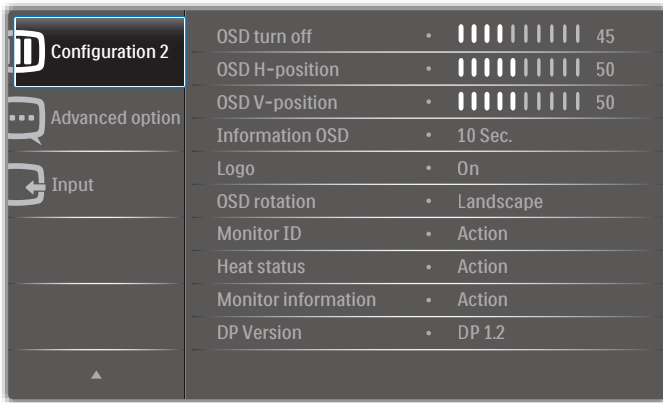 Configuration 2
Advanced option
Input
OSD turn off • 45
OSD H-position • 50
OSD V-position • 50
Information OSD • 10 Sec.
Logo • On
OSD rotation • Landscape
Monitor ID • Action
Heat status • Action
Monitor information • Action
DP Version • DP 1.2